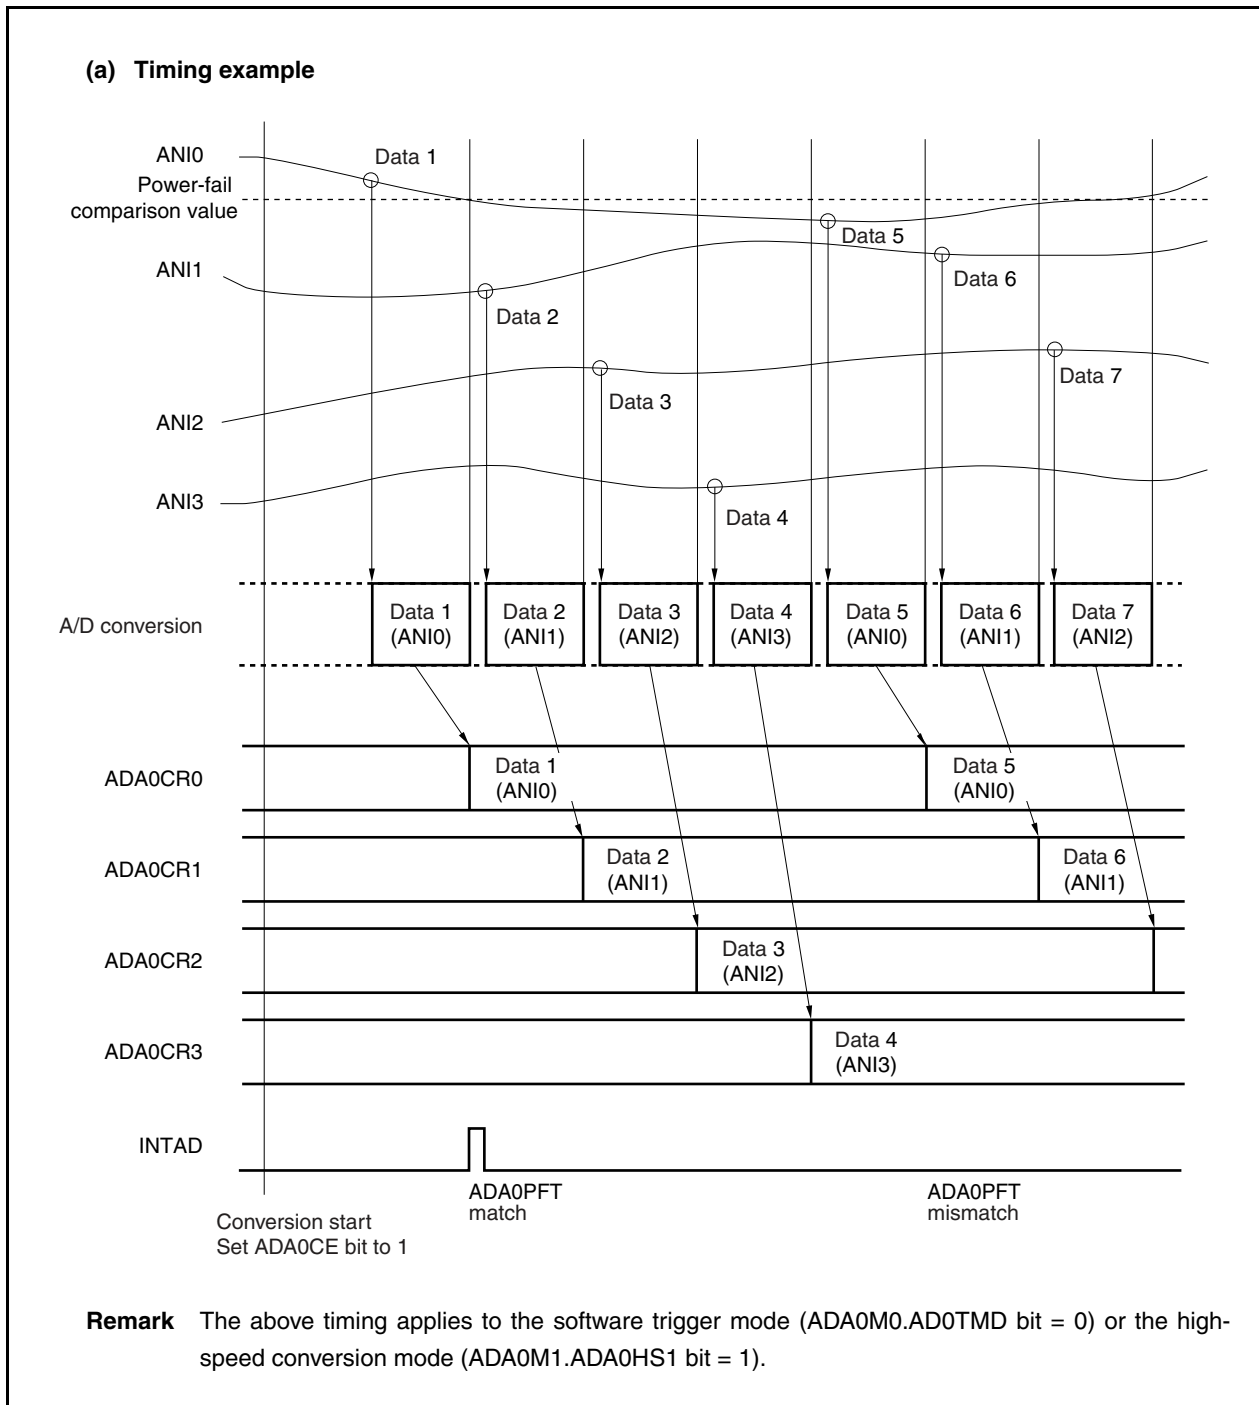 (a) Timing example
ANI0
Data 1
Power-fail
comparison value
Data 5
ANI1
Data 6
Data 2
Data 7
Data 3
ANI2
ANI3
Data 4
A/D conversion
Data 1
(ANI0)
Data 2
(ANI1)
Data 3
(ANI2)
Data 4
(ANI3)
Data 5
(ANI0)
Data 6
(ANI1)
Data 7
(ANI2)
ADA0CR0
Data 1
(ANI0)
Data 5
(ANI0)
ADA0CR1
Data 2
(ANI1)
Data 6
(ANI1)
ADA0CR2
Data 3
(ANI2)
ADA0CR3
Data 4
(ANI3)
INTAD
ADA0PFT
match
ADA0PFT
mismatch
Conversion start
Set ADA0CE bit to 1
Remark The above timing applies to the software trigger mode (ADA0M0.AD0TMD bit = 0) or the high-
speed conversion mode (ADA0M1.ADA0HS1 bit = 1).